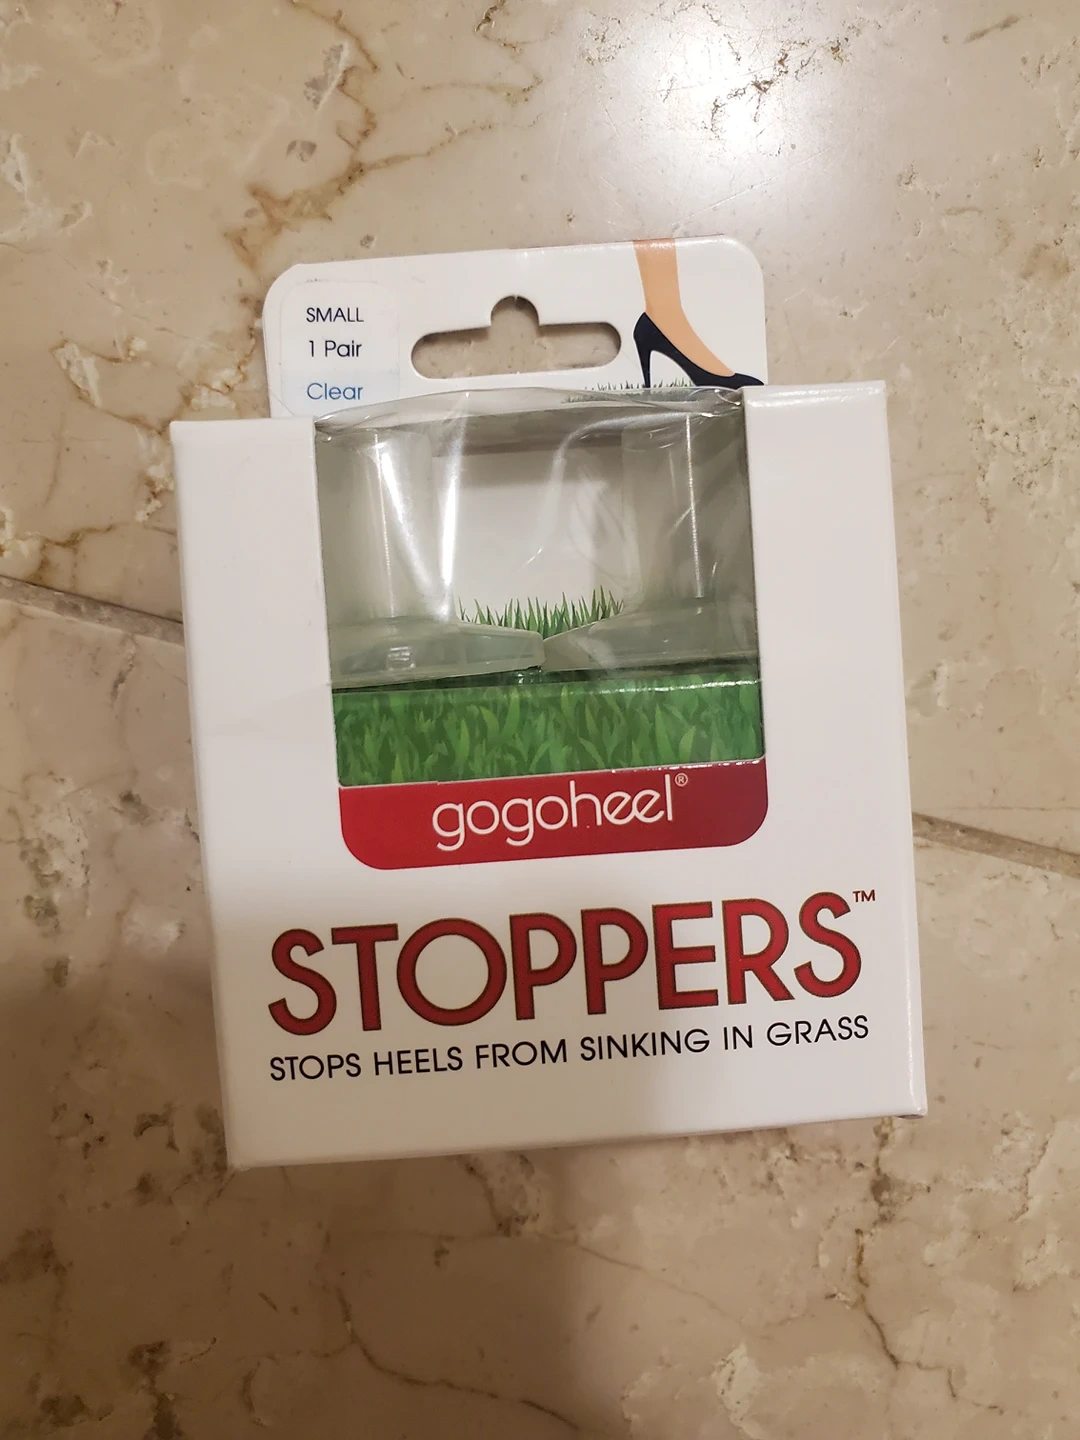 SMALL
1 Pair
Clear
gogoheel®
STOPPERS™
STOPS HEELS FROM SINKING IN GRASS